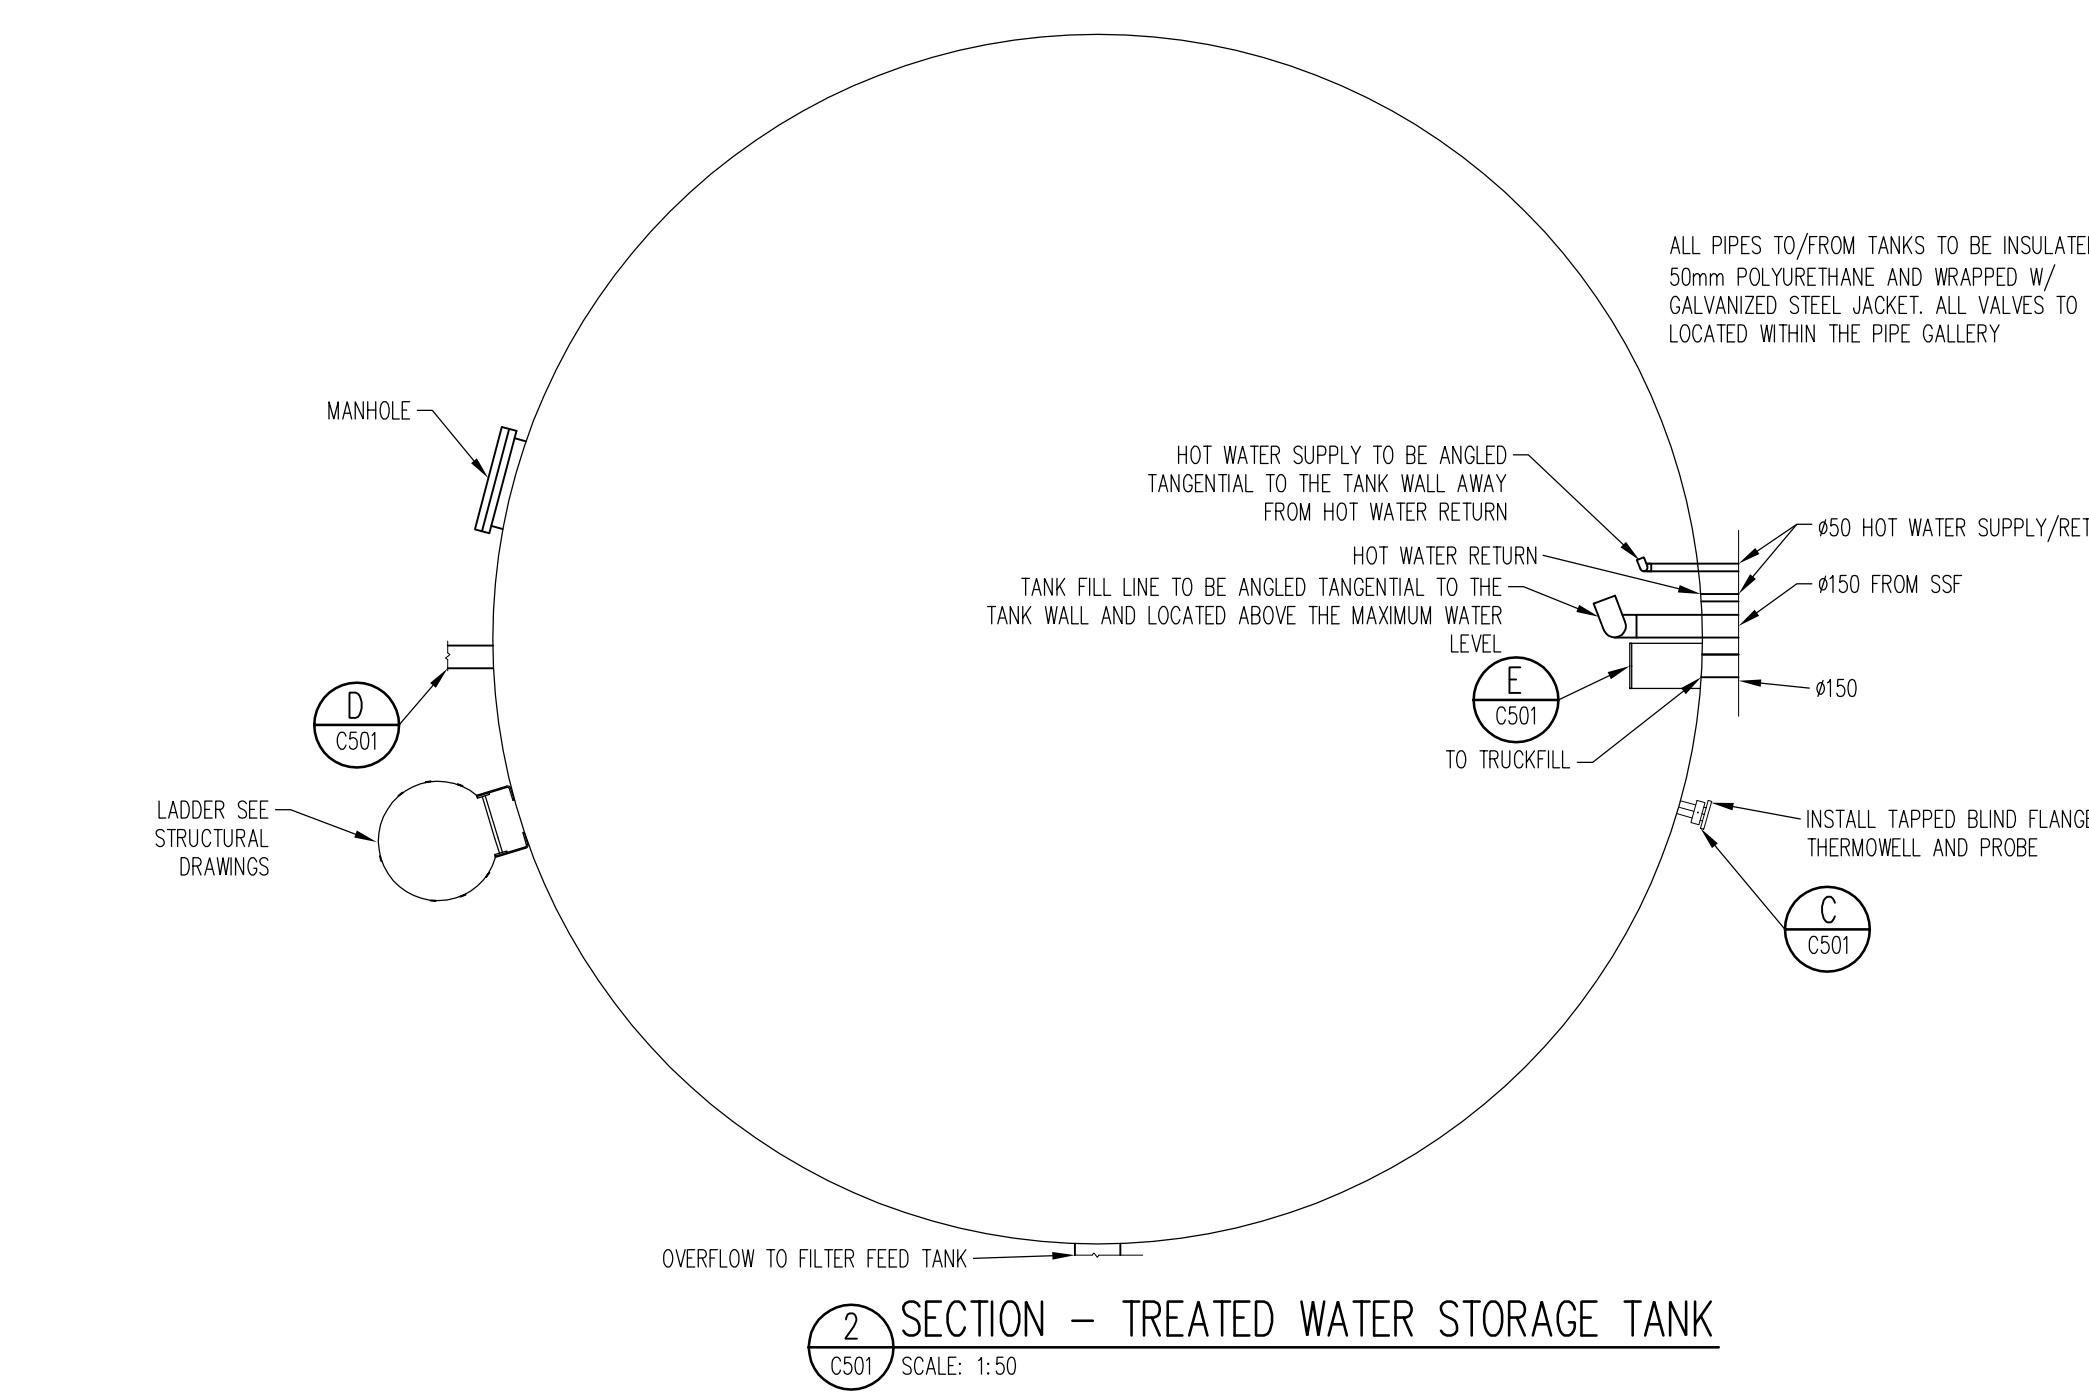 ALL PIPES TO/FROM TANKS TO BE INSULATE
50mm POLYURETHANE AND WRAPPED W/
GALVANIZED STEEL JACKET. ALL VALVES TO
LOCATED WITHIN THE PIPE GALLERY
MANHOLE
HOT WATER SUPPLY TO BE ANGLED
TANGENTIAL TO THE TANK WALL AWAY
FROM HOT WATER RETURN
ø50 HOT WATER SUPPLY/RET
HOT WATER RETURN
TANK FILL LINE TO BE ANGLED TANGENTIAL TO THE
TANK WALL AND LOCATED ABOVE THE MAXIMUM WATER
LEVEL
ø150 FROM SSF
E
C501
ø150
D
C501
TO TRUCKFILL
LADDER SEE
STRUCTURAL
DRAWINGS
INSTALL TAPPED BLIND FLANGE
THERMOWELL AND PROBE
C
C501
OVERFLOW TO FILTER FEED TANK
2
C501
SECTION - TREATED WATER STORAGE TANK
SCALE: 1:50